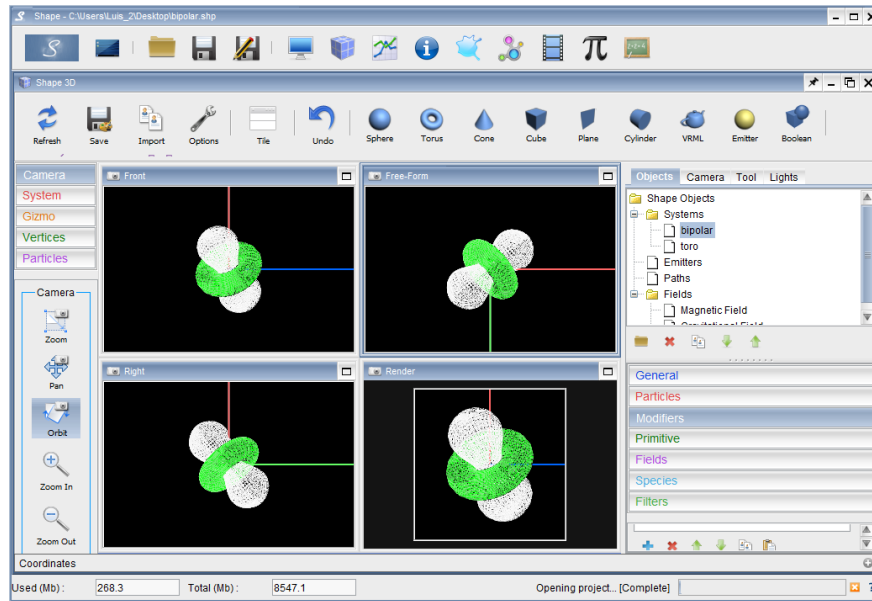 Shape - C:\Users\Luis_2\Desktop\bipolar.shp
S
π
Shape 3D
Refresh Save Import Options Tile Undo Sphere Torus Cone Cube Plane Cylinder VRML Emitter Boolean
Camera
System
Gizmo
Vertices
Particles
Camera
Zoom
Pan
Orbit
Zoom In
Zoom Out
Front
Free-Form
Right
Render
Objects Camera Tool Lights
Shape Objects
Systems
bipolar
toro
Emitters
Paths
Fields
Magnetic Field
Gravitational Field
General
Particles
Modifiers
Primitive
Fields
Species
Filters
Coordinates
Used (Mb) : 268.3 Total (Mb) : 8547.1 Opening project... [Complete] ?